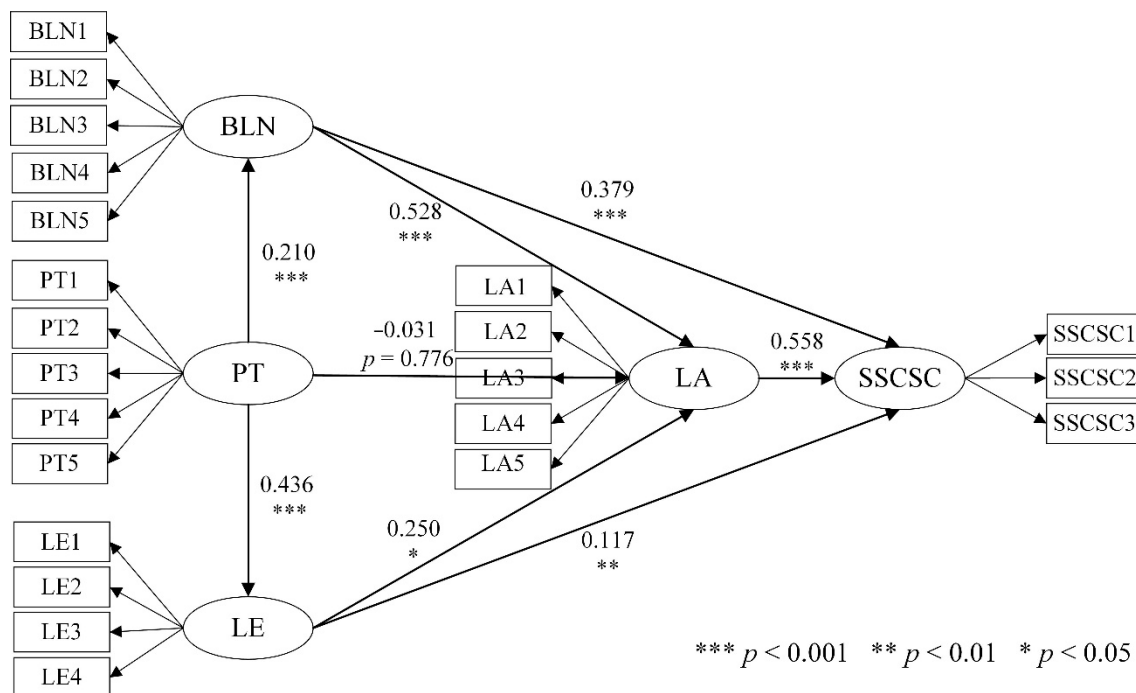 BLN1
BLN2
BLN3
BLN4
BLN5
BLN
0.379
***
0.528
***
0.210
***
PT1
PT2
PT3
PT4
PT5
PT
−0.031
p = 0.776
LA1
LA2
LA3
LA4
LA5
LA
0.558
***
SSCSC
SSCSC1
SSCSC2
SSCSC3
0.436
***
0.250
*
0.117
**
LE1
LE2
LE3
LE4
LE
*** p < 0.001 ** p < 0.01 * p < 0.05